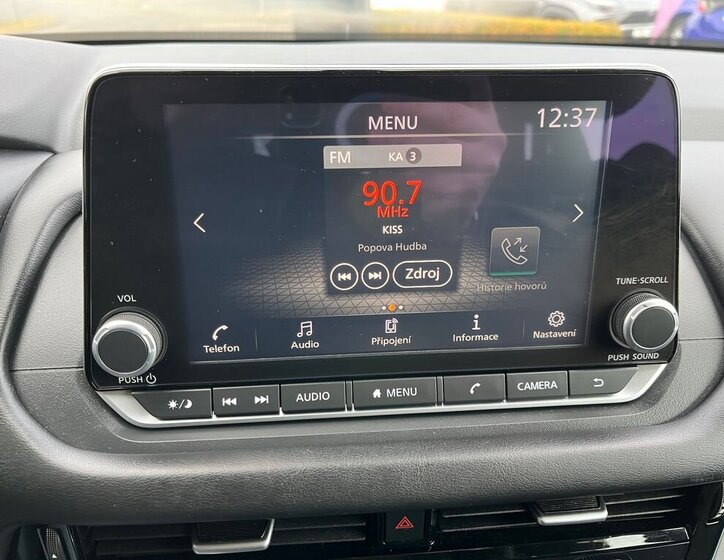 MENU
12:37
FM KA 3
90.7
MHz
KISS
Popova Hudba
Zdroj
Historie hovorů
Telefon
Audio
Připojení
Informace
Nastavení
VOL
PUSH
TUNE·SCROLL
PUSH SOUND
AUDIO
MENU
CAMERA